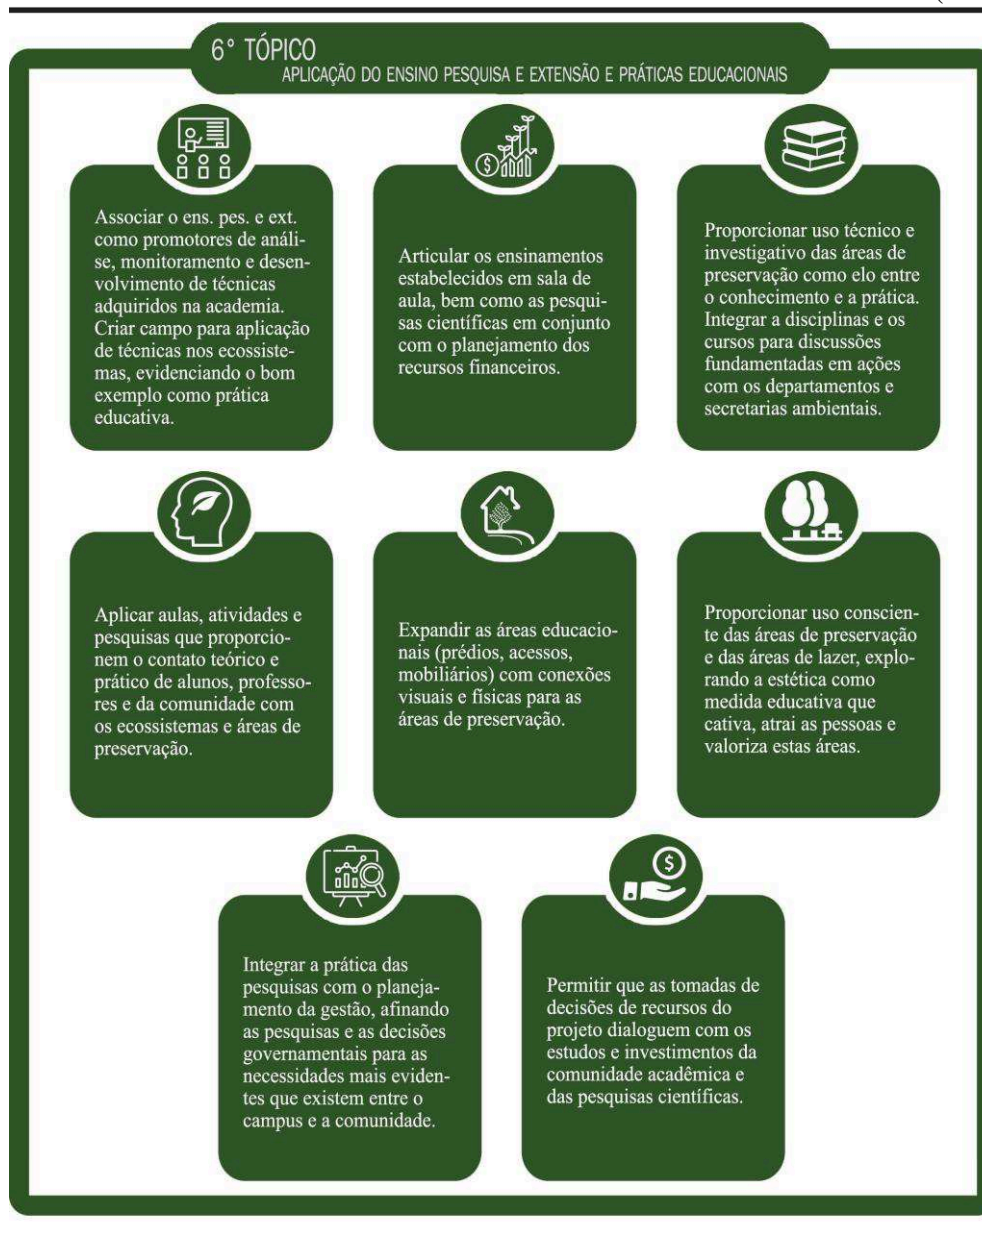 6° TÓPICO
APLICAÇÃO DO ENSINO PESQUISA E EXTENSÃO E PRÁTICAS EDUCACIONAIS
Associar o ens. pes. e ext.
como promotores de análi-
se, monitoramento e desen-
volvimento de técnicas
adquiridos na academia.
Criar campo para aplicação
de técnicas nos ecossiste-
mas, evidenciando o bom
exemplo como prática
educativa.
Articular os ensinamentos
estabelecidos em sala de
aula, bem como as pesqui-
sas científicas em conjunto
com o planejamento dos
recursos financeiros.
Proporcionar uso técnico e
investigativo das áreas de
preservação como elo entre
o conhecimento e a prática.
Integrar a disciplinas e os
cursos para discussões
fundamentadas em ações
com os departamentos e
secretarias ambientais.
Aplicar aulas, atividades e
pesquisas que proporcio-
nem o contato teórico e
prático de alunos, professo-
res e da comunidade com
os ecossistemas e áreas de
preservação.
Expandir as áreas educacio-
nais (prédios, acessos,
mobiliários) com conexões
visuais e físicas para as
áreas de preservação.
Proporcionar uso conscien-
te das áreas de preservação
e das áreas de lazer, explo-
rando a estética como
medida educativa que
cativa, atrai as pessoas e
valoriza estas áreas.
Integrar a prática das
pesquisas com o planeja-
mento da gestão, afinando
as pesquisas e as decisões
governamentais para as
necessidades mais eviden-
tes que existem entre o
campus e a comunidade.
Permitir que as tomadas de
decisões de recursos do
projeto dialoguem com os
estudos e investimentos da
comunidade acadêmica e
das pesquisas científicas.